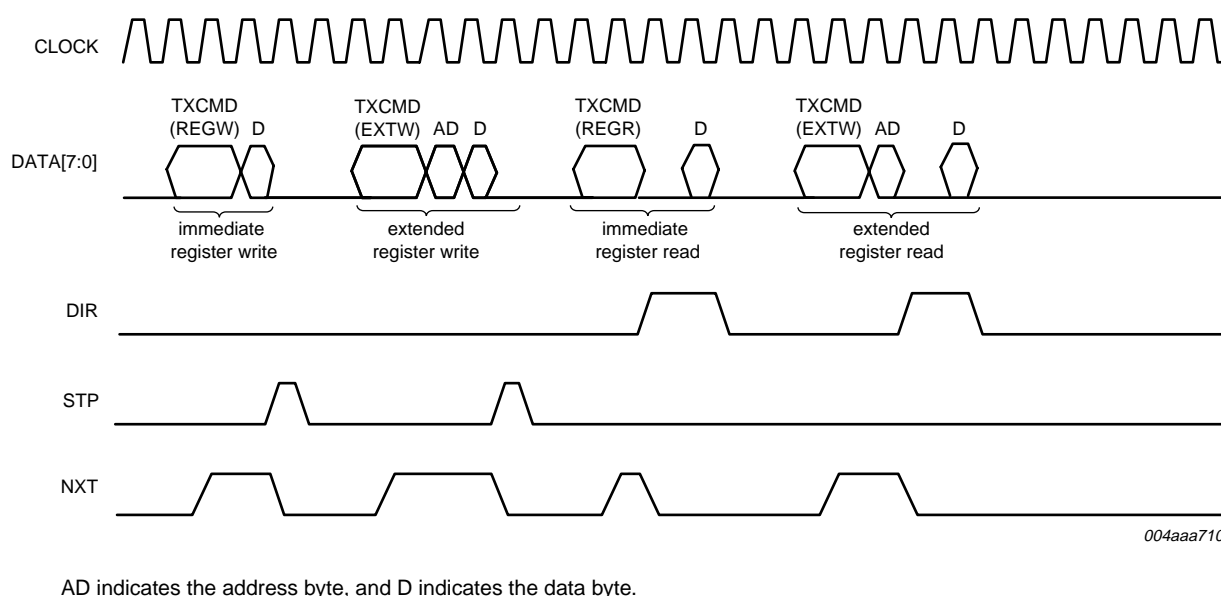 CLOCK
TXCMD TXCMD TXCMD TXCMD
(REGW) D (EXTW) AD D (REGR) D (EXTW) AD D
DATA[7:0]
immediate extended immediate extended
register write register write register read register read
DIR
STP
NXT
004aaa710
AD indicates the address byte, and D indicates the data byte.